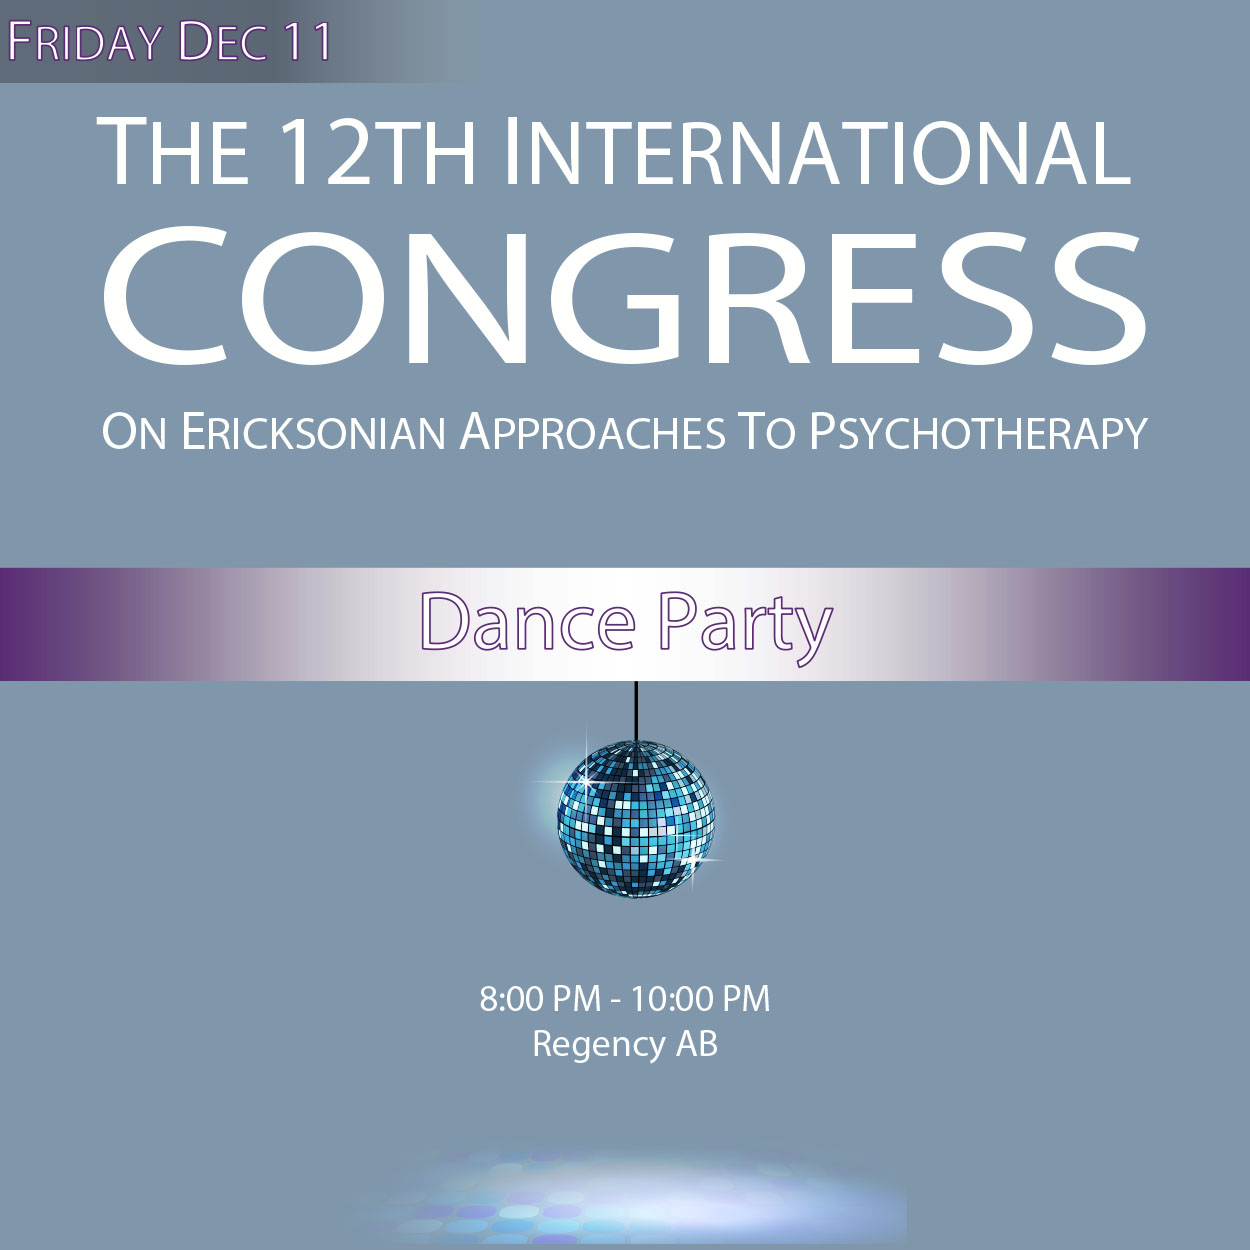 FRIDAY DEC 11
THE 12TH INTERNATIONAL
CONGRESS
ON ERICKSONIAN APPROACHES TO PSYCHOTHERAPY
Dance Party
8:00 PM - 10:00 PM
Regency AB